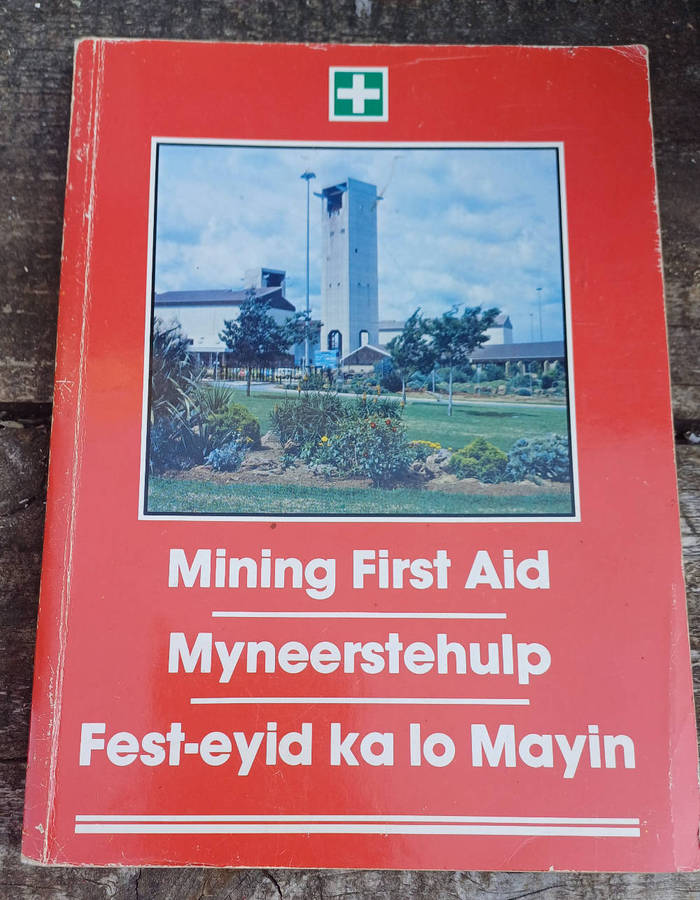 Mining First Aid
Myneerstehulp
Fest-eyid ka lo Mayin